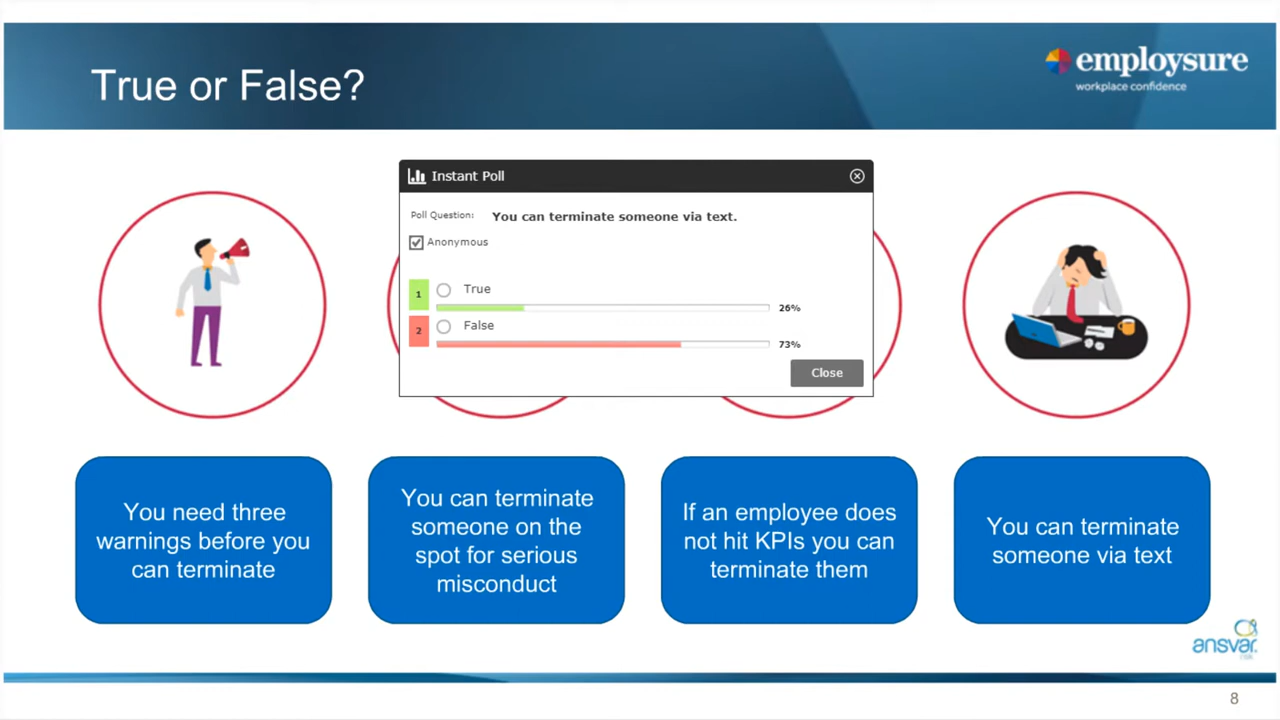 True or False?
employsure
workplace confidence
Instant Poll
Poll Question: You can terminate someone via text.
Anonymous
1 True
26%
2 False
73%
Close
You need three
warnings before you
can terminate
You can terminate
someone on the
spot for serious
misconduct
If an employee does
not hit KPIs you can
terminate them
You can terminate
someone via text
ansvar
risk
8